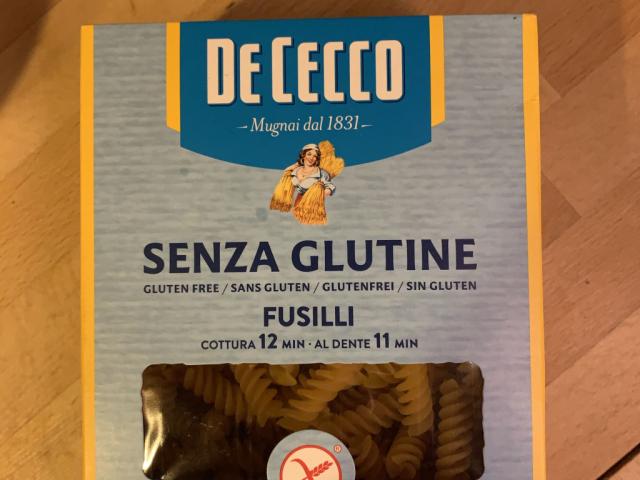 DE CECCO
Mugnai dal 1831
SENZA GLUTINE
GLUTEN FREE / SANS GLUTEN / GLUTENFREI / SIN GLUTEN
FUSILLI
COTTURA 12 MIN · AL DENTE 11 MIN
®